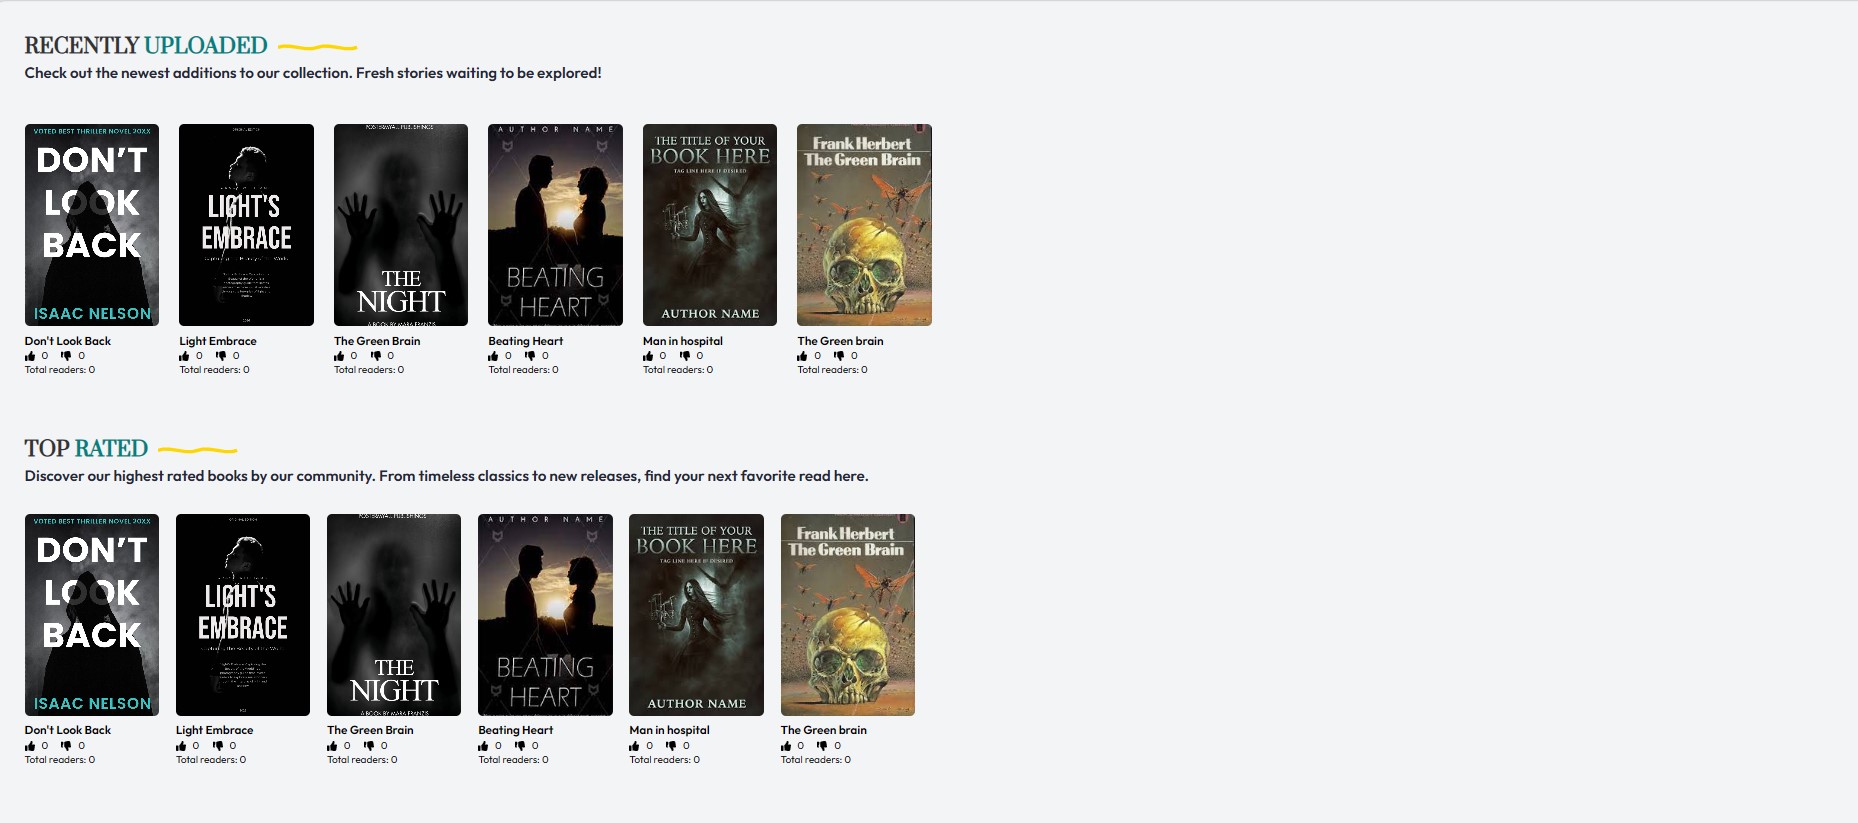 RECENTLY UPLOADED
Check out the newest additions to our collection. Fresh stories waiting to be explored!
VOTED BEST THRILLER NOVEL 20XX
DON'T
LOOK
BACK
ISAAC NELSON
LIGHT'S
EMBRACE
THE
NIGHT
A BOOK BY MARA FRANZIS
AUTHOR NAME
BEATING
HEART
THE TITLE OF YOUR
BOOK HERE
TAG LINE HERE IF DESIRED
AUTHOR NAME
Frank Herbert
The Green Brain
Don't Look Back
Light Embrace
The Green Brain
Beating Heart
Man in hospital
The Green brain
0 0
0 0
0 0
0 0
0 0
0 0
Total readers: 0
Total readers: 0
Total readers: 0
Total readers: 0
Total readers: 0
Total readers: 0
TOP RATED
Discover our highest rated books by our community. From timeless classics to new releases, find your next favorite read here.
VOTED BEST THRILLER NOVEL 20XX
DON'T
LOOK
BACK
ISAAC NELSON
LIGHT'S
EMBRACE
THE
NIGHT
A BOOK BY MARA FRANZIS
AUTHOR NAME
BEATING
HEART
THE TITLE OF YOUR
BOOK HERE
TAG LINE HERE IF DESIRED
AUTHOR NAME
Frank Herbert
The Green Brain
Don't Look Back
Light Embrace
The Green Brain
Beating Heart
Man in hospital
The Green brain
0 0
0 0
0 0
0 0
0 0
0 0
Total readers: 0
Total readers: 0
Total readers: 0
Total readers: 0
Total readers: 0
Total readers: 0